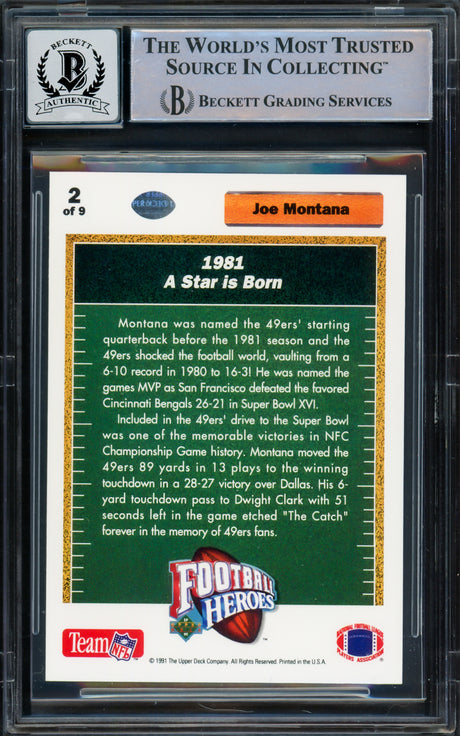 BECKETT
B
AUTHENTIC
THE WORLD'S MOST TRUSTED
SOURCE IN COLLECTING™
B BECKETT GRADING SERVICES
2
of 9
Joe Montana
1981
A Star is Born
Montana was named the 49ers' starting
quarterback before the 1981 season and the
49ers shocked the football world, vaulting from a
6-10 record in 1980 to 16-3! He was named the
games MVP as San Francisco defeated the favored
Cincinnati Bengals 26-21 in Super Bowl XVI.
Included in the 49ers' drive to the Super Bowl
was one of the memorable victories in NFC
Championship Game history. Montana moved the
49ers 89 yards in 13 plays to the winning
touchdown in a 28-27 victory over Dallas. His 6-
yard touchdown pass to Dwight Clark with 51
seconds left in the game etched "The Catch"
forever in the memory of 49ers fans.
FOOTBALL
HEROES
™
Team NFL
NATIONAL FOOTBALL LEAGUE
PLAYERS ASSOCIATION
© 1991 The Upper Deck Company. All Rights Reserved. Printed in the U.S.A.